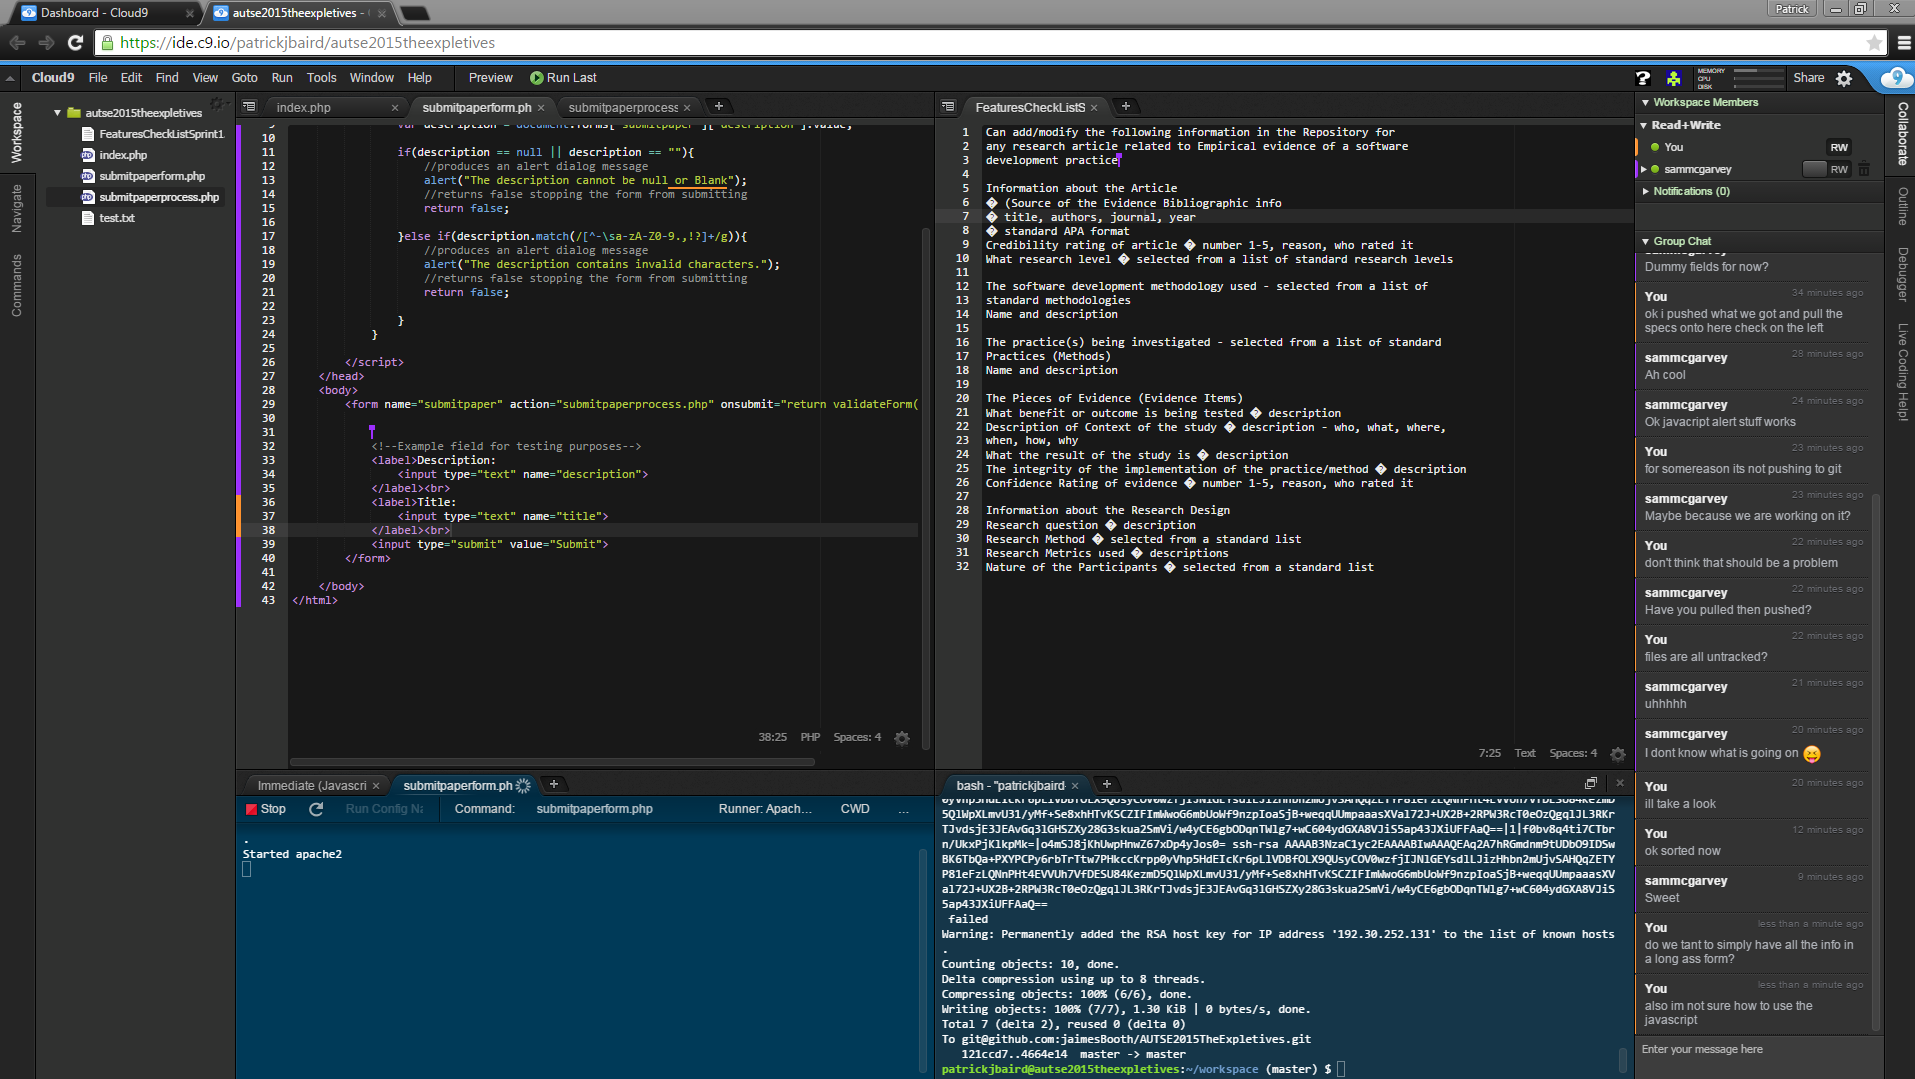 Dashboard - Cloud9
autse2015theexpletives -
Patrick
https://ide.c9.io/patrickjbaird/autse2015theexpletives
Cloud9 File Edit Find View Goto Run Tools Window Help Preview Run Last
MEMORY
CPU
DISK
Share
Workspace
Navigate
Commands
autse2015theexpletives
FeaturesCheckListSprint1.
index.php
submitpaperform.php
submitpaperprocess.php
test.txt
index.php
submitpaperform.ph
submitpaperprocess
var description = document.forms["submitpaper"]["description"].value;
10
11 if(description == null || description == ""){
12 //produces an alert dialog message
13 alert("The description cannot be null or Blank");
14 //returns false stopping the form from submitting
15 return false;
16
17 }else if(description.match(/[^-\sa-zA-Z0-9.,!?]+/g)){
18 //produces an alert dialog message
19 alert("The description contains invalid characters.");
20 //returns false stopping the form from submitting
21 return false;
22
23 }
24 }
25
26 </script>
27 </head>
28 <body>
29 <form name="submitpaper" action="submitpaperprocess.php" onsubmit="return validateForm(
30
31
32 <!--Example field for testing purposes-->
33 <label>Description:
34 <input type="text" name="description">
35 </label><br>
36 <label>Title:
37 <input type="text" name="title">
38 </label><br>
39 <input type="submit" value="Submit">
40 </form>
41
42 </body>
43 </html>
38:25 PHP Spaces: 4
FeaturesCheckListS
1 Can add/modify the following information in the Repository for
2 any research article related to Empirical evidence of a software
3 development practice
4
5 Information about the Article
6 � (Source of the Evidence Bibliographic info
7 � title, authors, journal, year
8 � standard APA format
9 Credibility rating of article � number 1-5, reason, who rated it
10 What research level � selected from a list of standard research levels
11
12 The software development methodology used - selected from a list of
13 standard methodologies
14 Name and description
15
16 The practice(s) being investigated - selected from a list of standard
17 Practices (Methods)
18 Name and description
19
20 The Pieces of Evidence (Evidence Items)
21 What benefit or outcome is being tested � description
22 Description of Context of the study � description - who, what, where,
23 when, how, why
24 What the result of the study is � description
25 The integrity of the implementation of the practice/method � description
26 Confidence Rating of evidence � number 1-5, reason, who rated it
27
28 Information about the Research Design
29 Research question � description
30 Research Method � selected from a standard list
31 Research Metrics used � descriptions
32 Nature of the Participants � selected from a standard list
7:25 Text Spaces: 4
Immediate (Javascri
submitpaperform.ph
Stop Run Config Na Command: submitpaperform.php Runner: Apach... CWD ...
.
Started apache2
bash - "patrickjbaird
failed
Warning: Permanently added the RSA host key for IP address '192.30.252.131' to the list of known hosts
.
Counting objects: 10, done.
Delta compression using up to 8 threads.
Compressing objects: 100% (6/6), done.
Writing objects: 100% (7/7), 1.30 KiB | 0 bytes/s, done.
Total 7 (delta 2), reused 0 (delta 0)
To git@github.com:jaimesBooth/AUTSE2015TheExpletives.git
121ccd7..4664e14 master -> master
patrickjbaird@autse2015theexpletives:~/workspace (master) $
Workspace Members
Read+Write
You RW
sammcgarvey RW
Notifications (0)
Group Chat
sammcgarvey
Dummy fields for now?
You 34 minutes ago
ok i pushed what we got and pull the
specs onto here check on the left
sammcgarvey 28 minutes ago
Ah cool
sammcgarvey 24 minutes ago
Ok javacript alert stuff works
You 23 minutes ago
for somereason its not pushing to git
sammcgarvey 23 minutes ago
Maybe because we are working on it?
You 22 minutes ago
don't think that should be a problem
sammcgarvey 22 minutes ago
Have you pulled then pushed?
You 22 minutes ago
files are all untracked?
sammcgarvey 21 minutes ago
uhhhhh
sammcgarvey 20 minutes ago
I dont know what is going on
You 20 minutes ago
ill take a look
You 12 minutes ago
ok sorted now
sammcgarvey 9 minutes ago
Sweet
You less than a minute ago
do we tant to simply have all the info in
a long ass form?
You less than a minute ago
also im not sure how to use the
javascript
Enter your message here
Collaborate
Outline
Debugger
Live Coding Help!